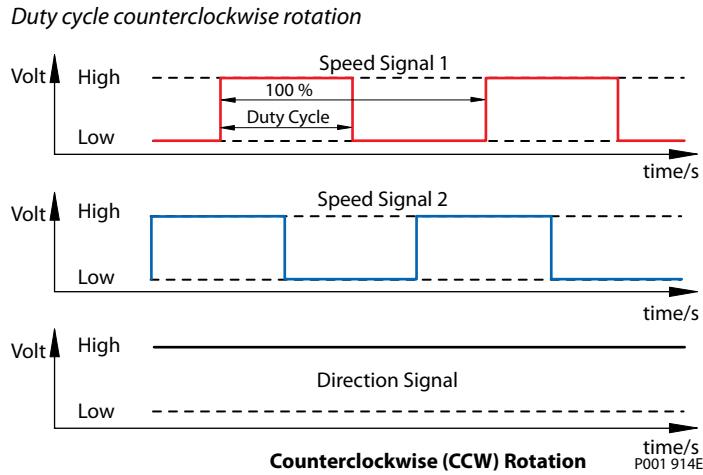 Duty cycle counterclockwise rotation
Speed Signal 1
Volt
High
100 %
Duty Cycle
Low
time/s
Speed Signal 2
Volt
High
Low
time/s
Volt
High
Direction Signal
Low
time/s
Counterclockwise (CCW) Rotation
P001 914E